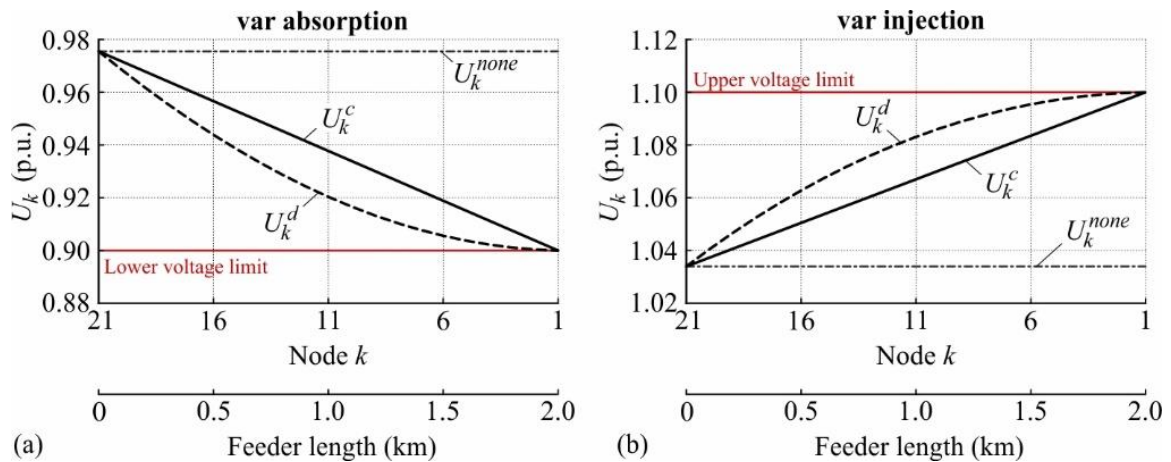 var absorption
0.98
0.96
0.94
0.92
0.90
0.88
U_k (p.u.)
U_k^none
U_k^c
U_k^d
Lower voltage limit
21 16 11 6 1
Node k
0 0.5 1.0 1.5 2.0
(a) Feeder length (km)
var injection
1.12
1.10
1.08
1.06
1.04
1.02
U_k (p.u.)
Upper voltage limit
U_k^d
U_k^c
U_k^none
21 16 11 6 1
Node k
0 0.5 1.0 1.5 2.0
(b) Feeder length (km)